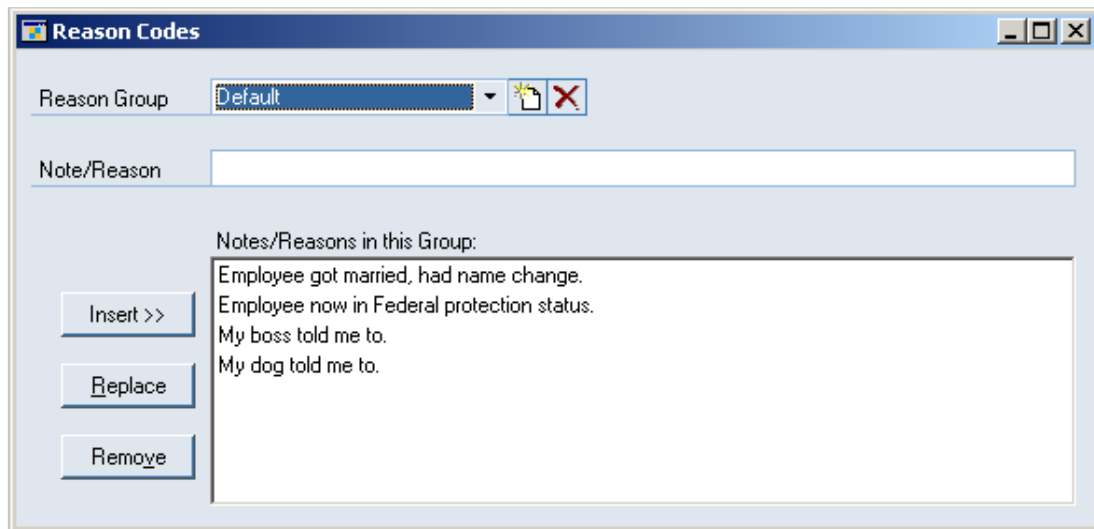 Reason Codes
Reason Group
Default
Note/Reason
Notes/Reasons in this Group:
Employee got married, had name change.
Employee now in Federal protection status.
My boss told me to.
My dog told me to.
Insert >>
Replace
Remove